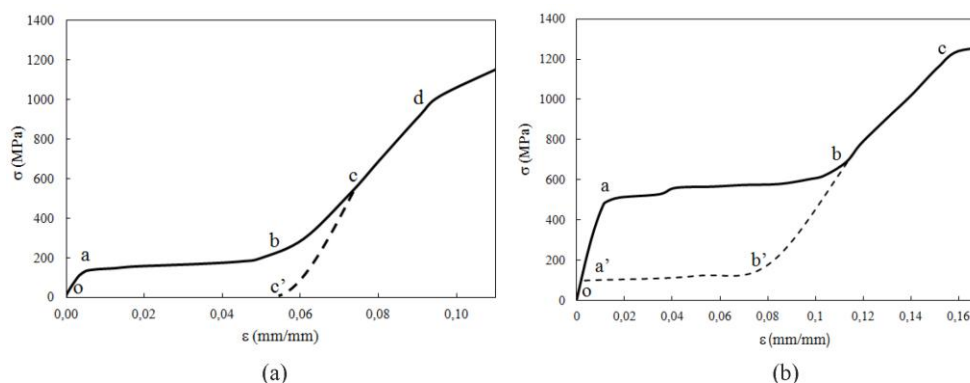 1400
1200
1000
800
600
400
200
0
σ (MPa)
o
a
b
c
c'
d
0,00 0,02 0,04 0,06 0,08 0,10
ε (mm/mm)
(a)
1400
1200
1000
800
600
400
200
0
σ (MPa)
o
a
a’
b
b’
c
0 0,02 0,04 0,06 0,08 0,1 0,12 0,14 0,16
ε (mm/mm)
(b)